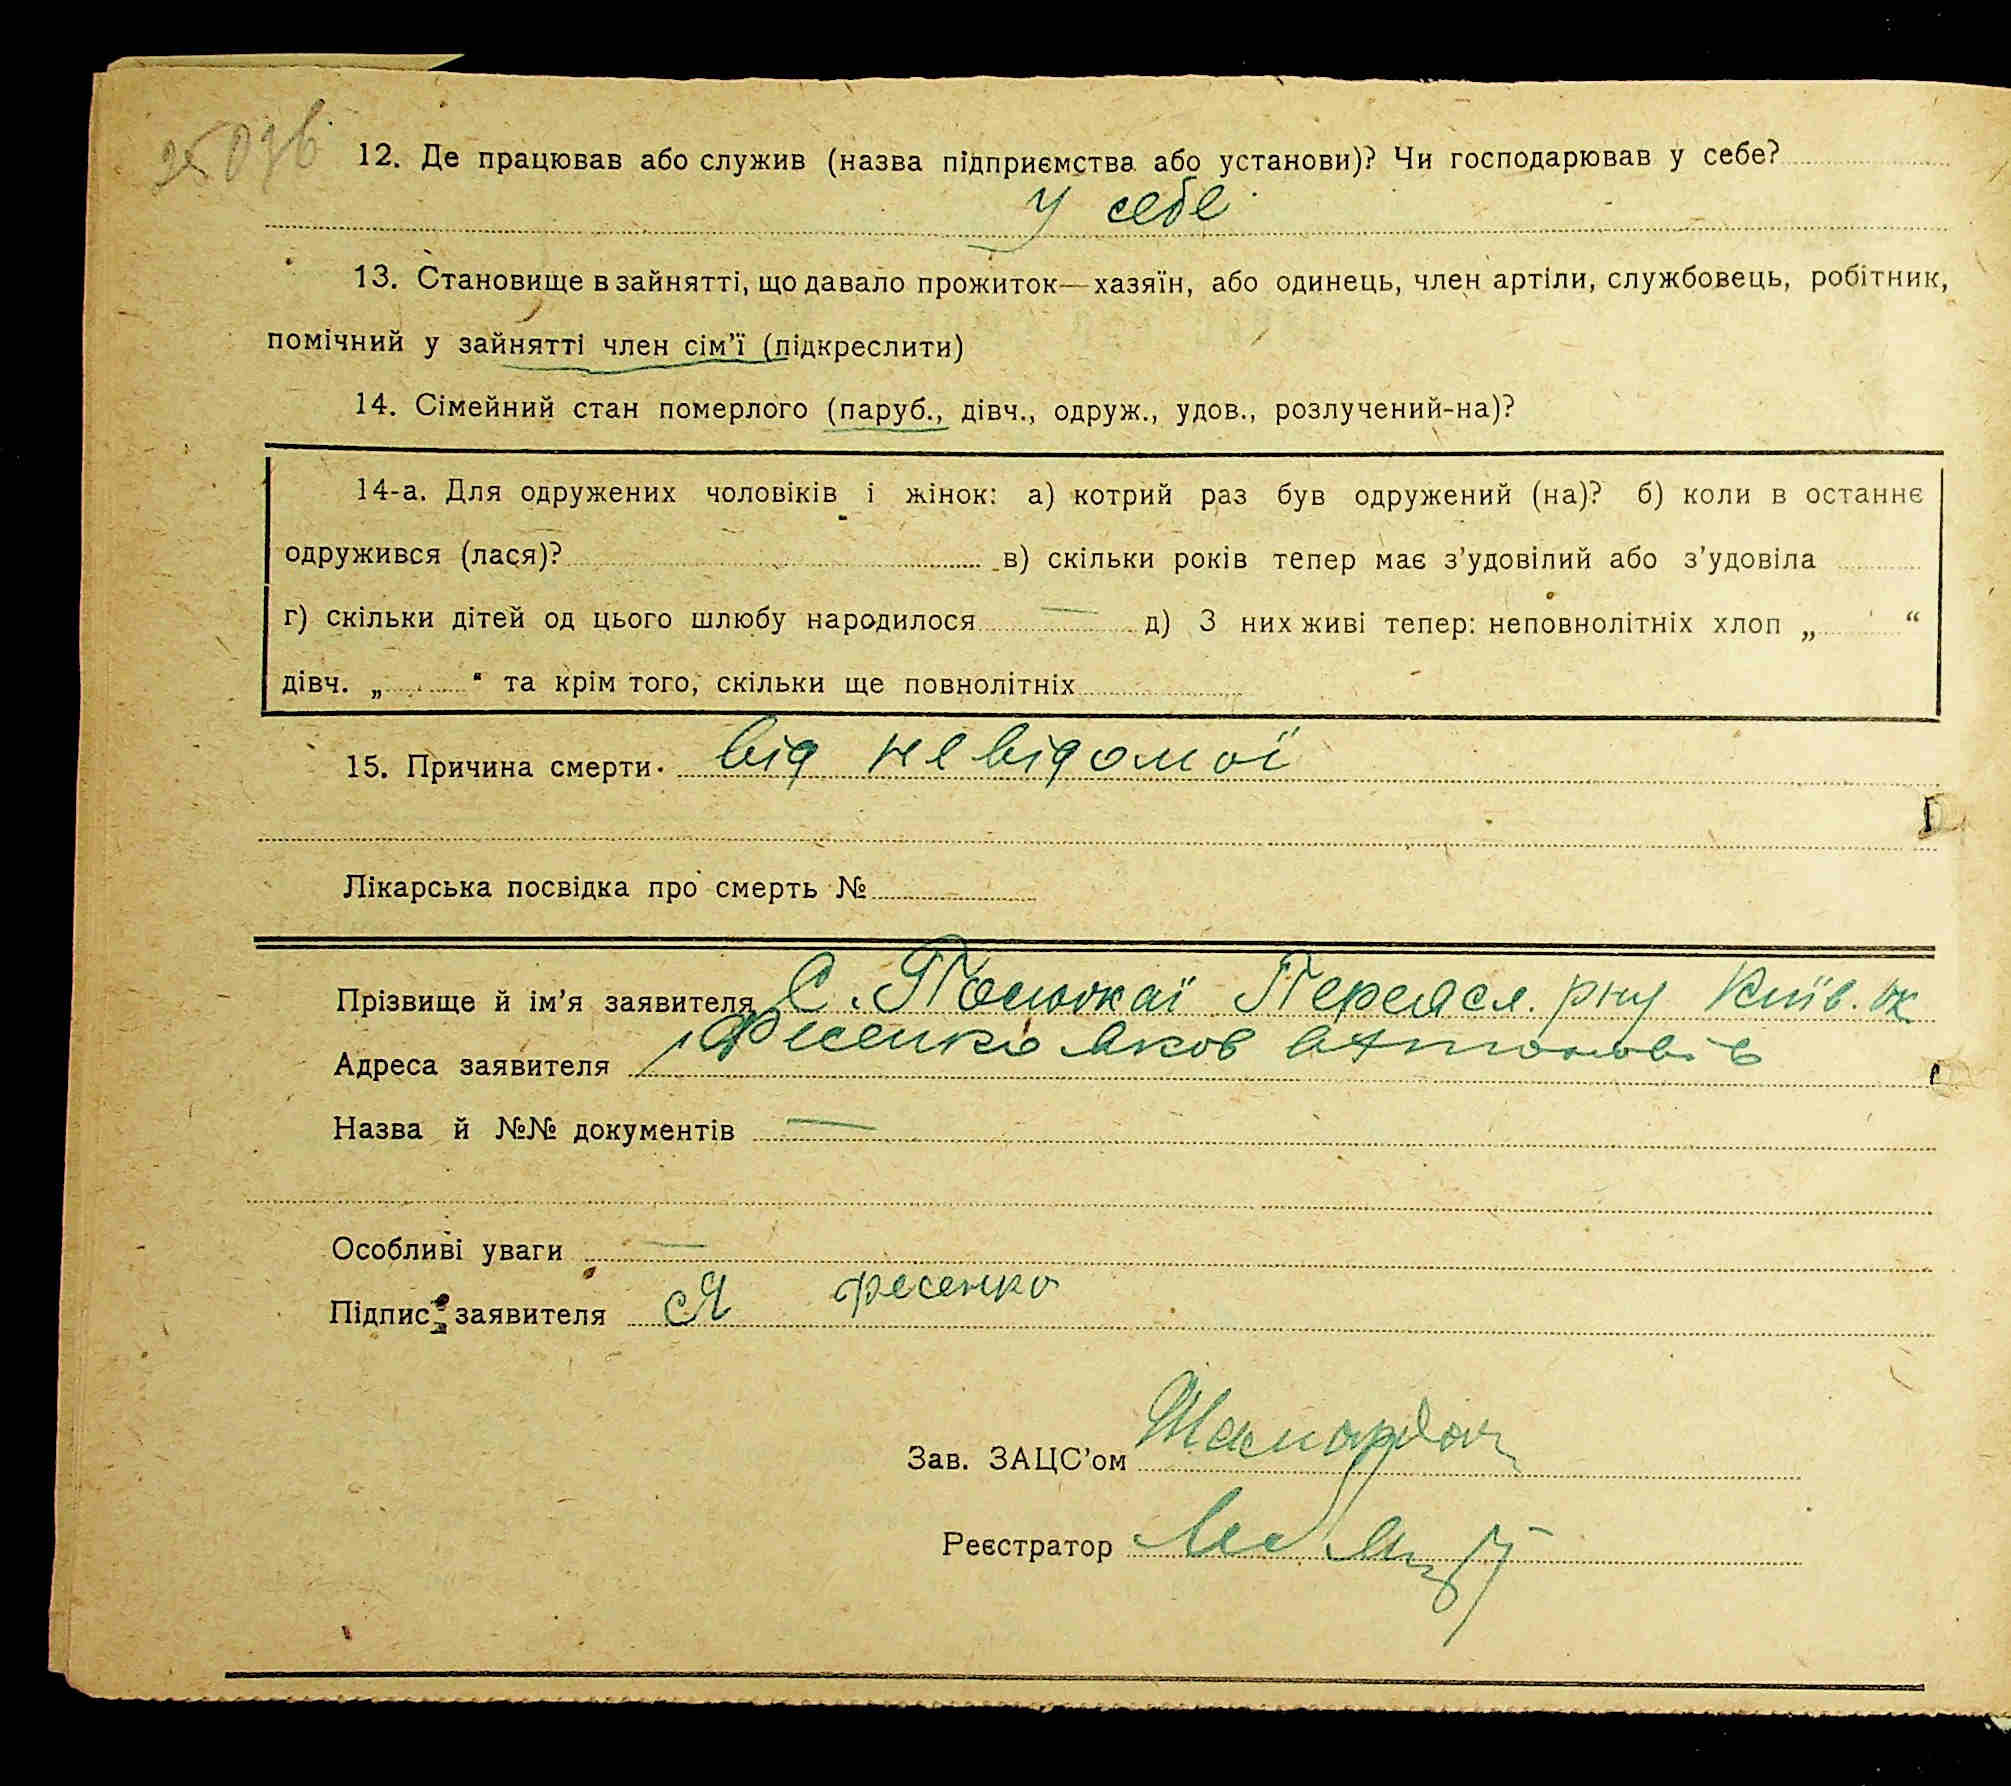 12. Де працював або служив (назва підприємства або установи)? Чи господарював у себе?
у себе
13. Становище в зайнятті, що давало прожиток—хазяїн, або одинець, член артіли, службовець, робітник,
помічний у зайнятті член сім’ї (підкреслити)
14. Сімейний стан померлого (паруб., дівч., одруж., удов., розлучений-на)?
14-а. Для одружених чоловіків і жінок: а) котрий раз був одружений (на)? б) коли в останнє
одружився (лася)? в) скільки років тепер має з’удовілий або з’удовіла
г) скільки дітей од цього шлюбу народилося — д) З них живі тепер: неповнолітніх хлоп „ “
дівч. „ “ та крім того, скільки ще повнолітніх
15. Причина смерти від невідомої
Лікарська посвідка про смерть №
Прізвище й ім’я заявителя С. Переясл. рну Київ. ок
Адреса заявителя Фесенко Яков
Назва й №№ документів —
Особливі уваги —
Підпис заявителя Я Фесенко
Зав. ЗАЦС’ом
Реєстратор